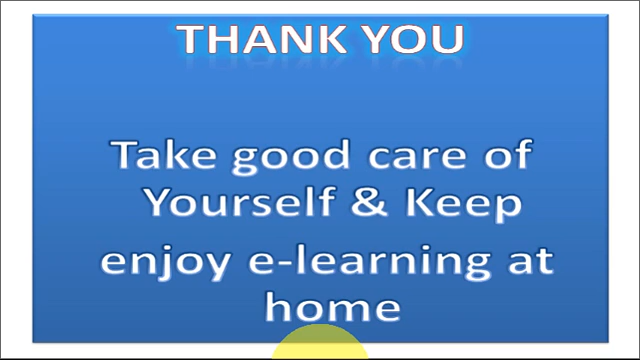 THANK YOU
Take good care of
Yourself & Keep
enjoy e-learning at
home